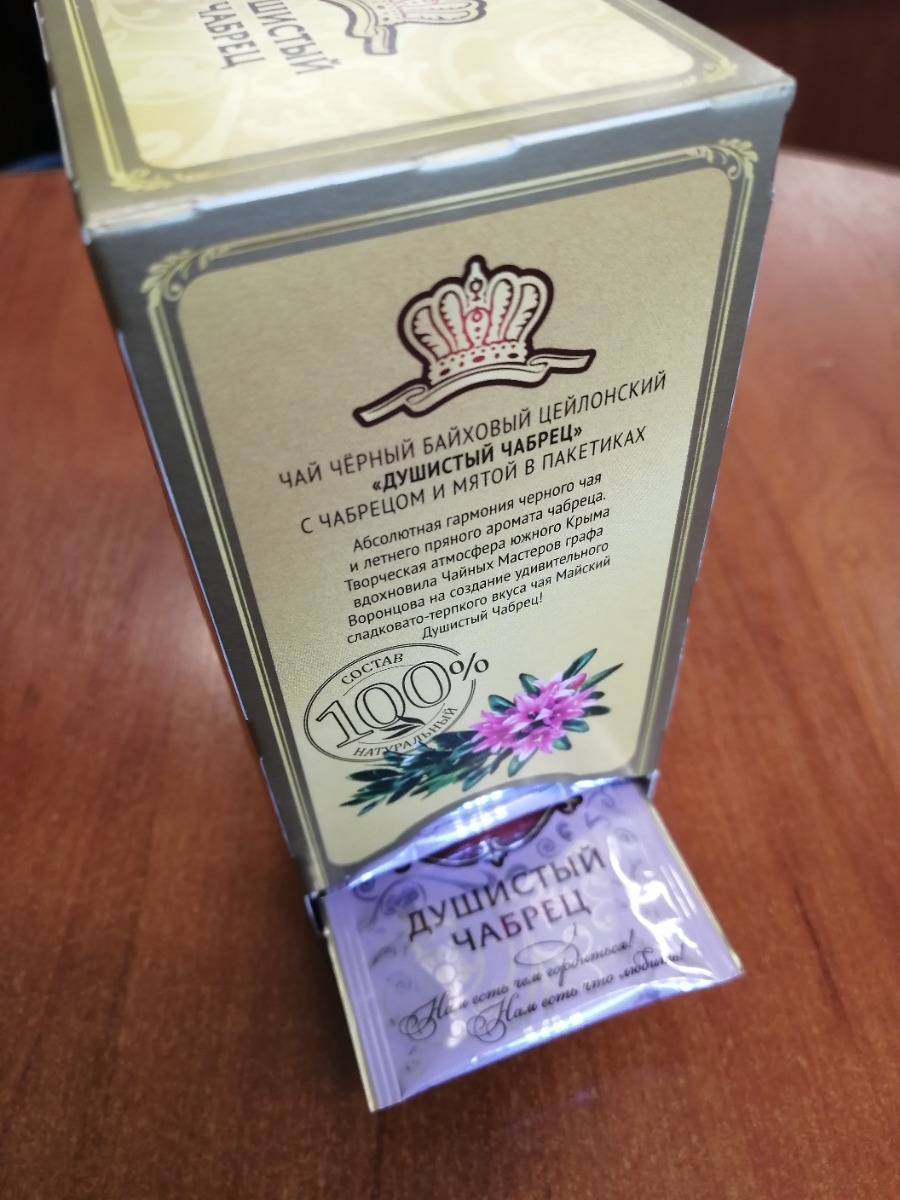 ШИСТЫЙ
ЧАБРЕЦ
ЧАЙ ЧЁРНЫЙ БАЙХОВЫЙ ЦЕЙЛОНСКИЙ
«ДУШИСТЫЙ ЧАБРЕЦ»
С ЧАБРЕЦОМ И МЯТОЙ В ПАКЕТИКАХ
Абсолютная гармония черного чая
и летнего пряного аромата чабреца.
Творческая атмосфера южного Крыма
вдохновила Чайных Мастеров графа
Воронцова на создание удивительного
сладковато-терпкого вкуса чая Майский
Душистый Чабрец!
СОСТАВ
100%
НАТУРАЛЬНЫЙ
ДУШИСТЫЙ
ЧАБРЕЦ
Нам есть чем гордиться!
Нам есть что любить!